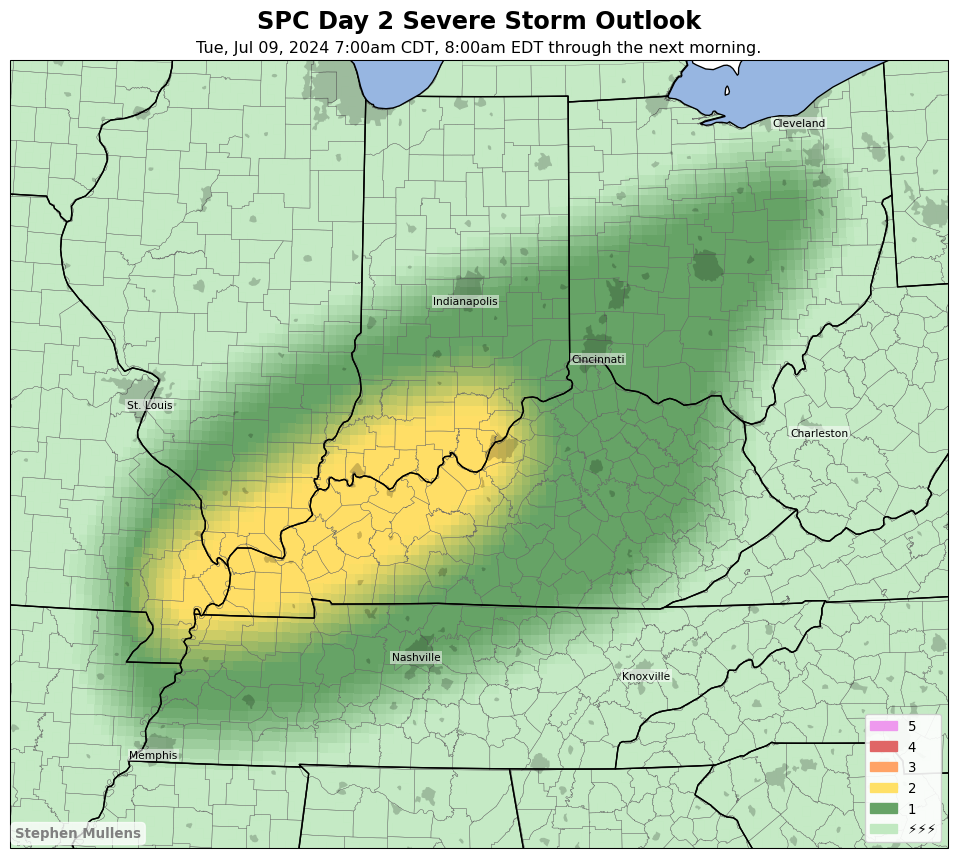 SPC Day 2 Severe Storm Outlook
Tue, Jul 09, 2024 7:00am CDT, 8:00am EDT through the next morning.
Cleveland
Indianapolis
Cincinnati
St. Louis
Charleston
Nashville
Knoxville
Memphis
5
4
3
2
1
⚡⚡⚡
Stephen Mullens